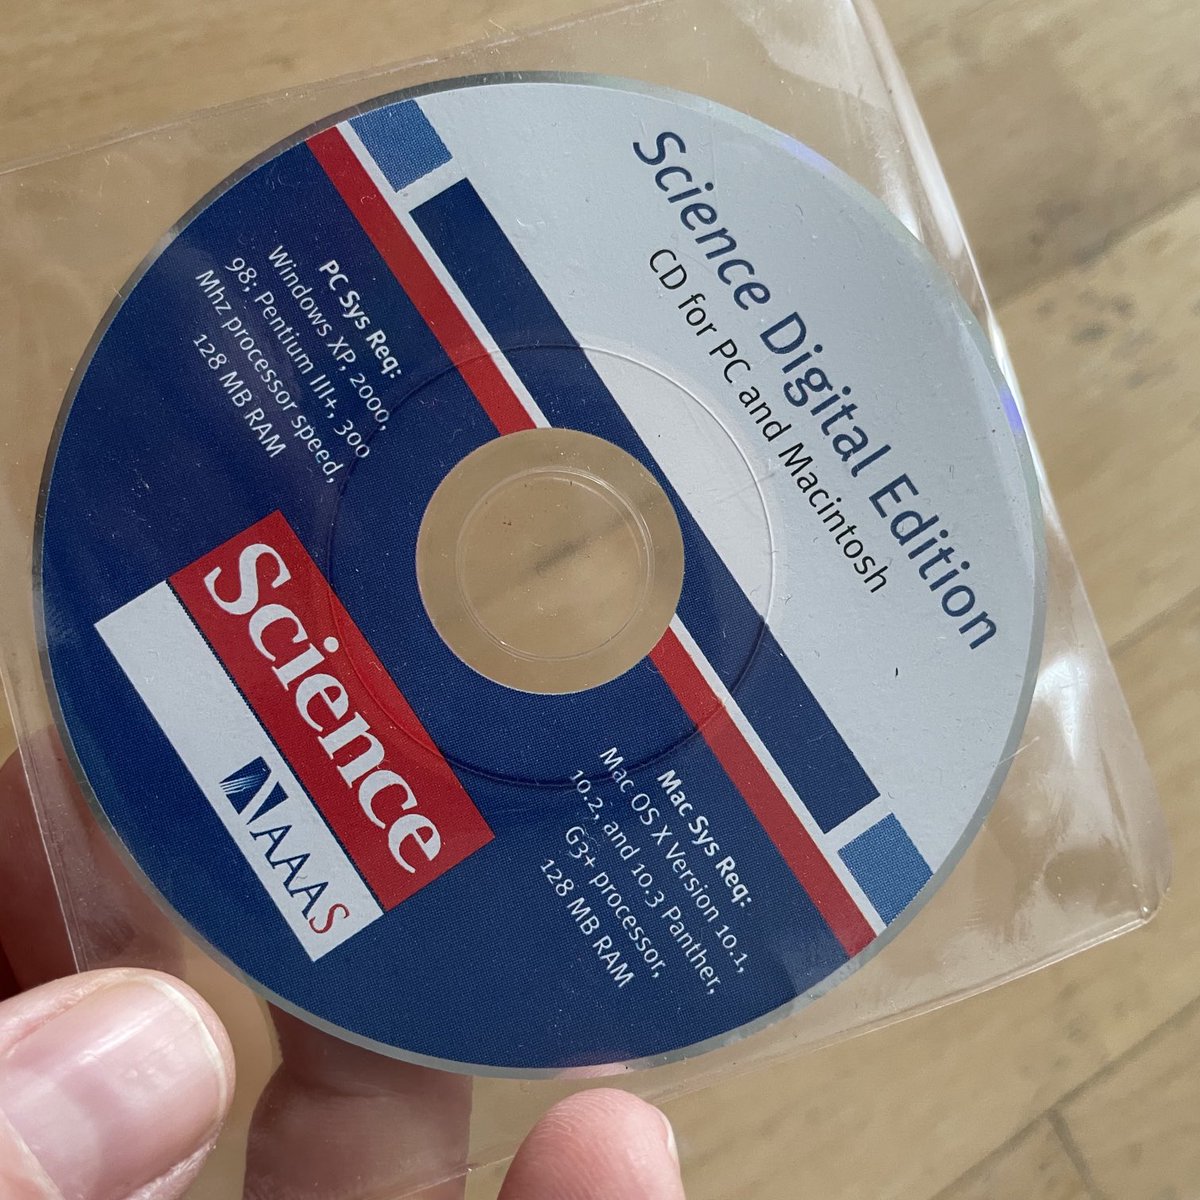 Science Digital Edition
CD for PC and Macintosh
PC Sys Req:
Windows XP, 2000,
98; Pentium III+, 300
Mhz processor speed,
128 MB RAM
Mac Sys Req:
Mac OS X Version 10.1,
10.2, and 10.3 Panther,
G3+ processor,
128 MB RAM
Science
AAAS